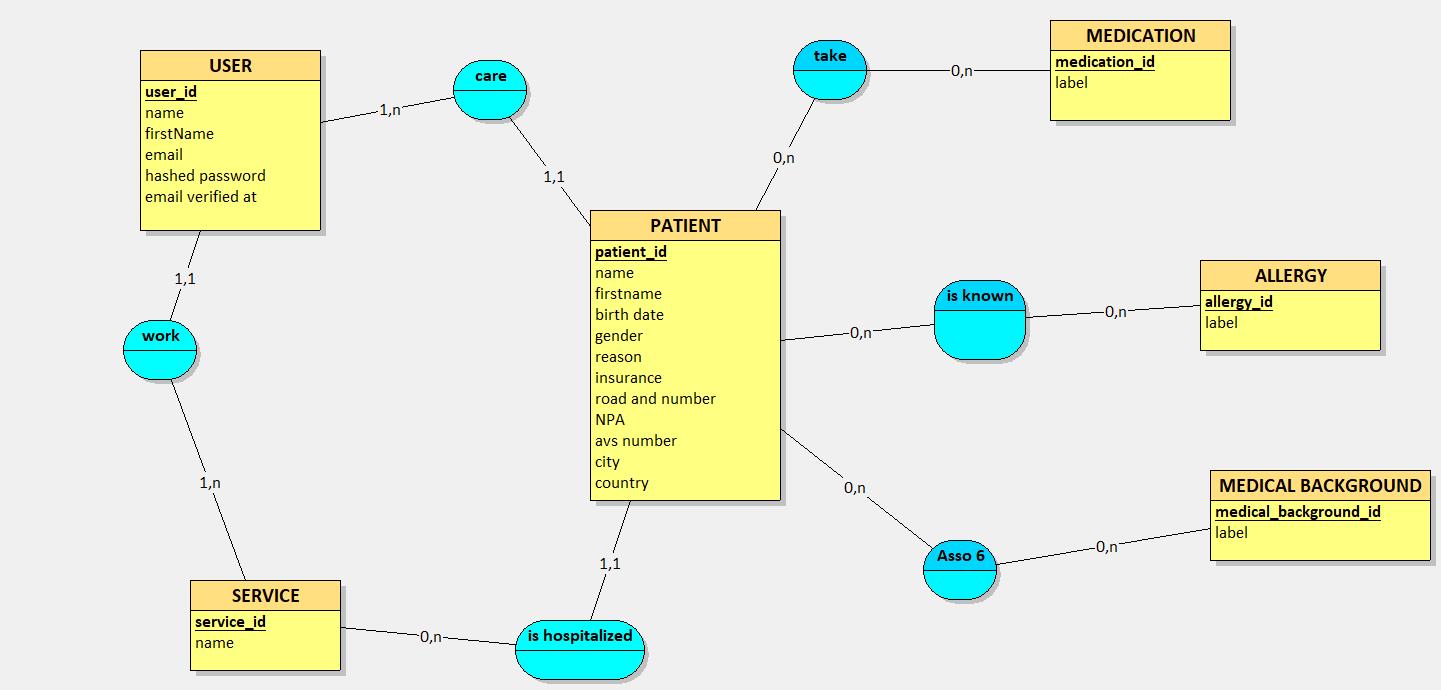 USER
user_id
name
firstName
email
hashed password
email verified at
1,n
care
1,1
take
0,n
0,n
MEDICATION
medication_id
label
PATIENT
patient_id
name
firstname
birth date
gender
reason
insurance
road and number
NPA
avs number
city
country
0,n
is known
0,n
ALLERGY
allergy_id
label
1,1
work
1,n
0,n
Asso 6
0,n
MEDICAL BACKGROUND
medical_background_id
label
SERVICE
service_id
name
0,n
is hospitalized
1,1